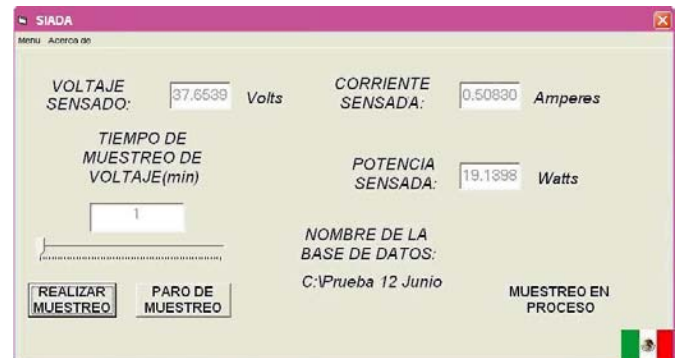 SIADA
Menu Acerca de
VOLTAJE
SENSADO:
37.6539
Volts
CORRIENTE
SENSADA:
0.50830
Amperes
TIEMPO DE
MUESTREO DE
VOLTAJE(min)
1
POTENCIA
SENSADA:
19.1398
Watts
NOMBRE DE LA
BASE DE DATOS:
C:\Prueba 12 Junio
REALIZAR
MUESTREO
PARO DE
MUESTREO
MUESTREO EN
PROCESO